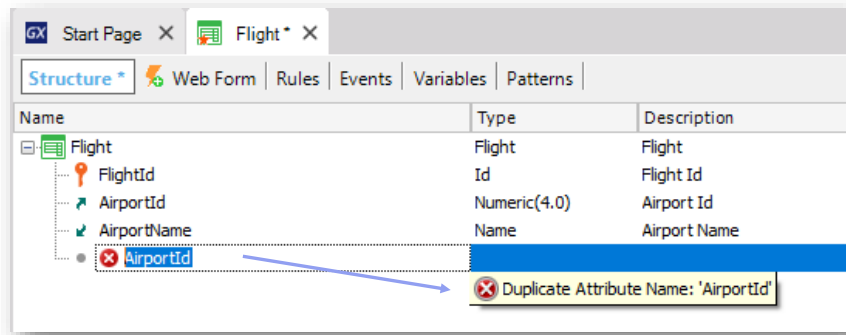 GX Start Page Flight *
Structure * Web Form Rules Events Variables Patterns
Name Type Description
Flight Flight Flight
FlightId Id Flight Id
AirportId Numeric(4.0) Airport Id
AirportName Name Airport Name
AirportId
Duplicate Attribute Name: 'AirportId'